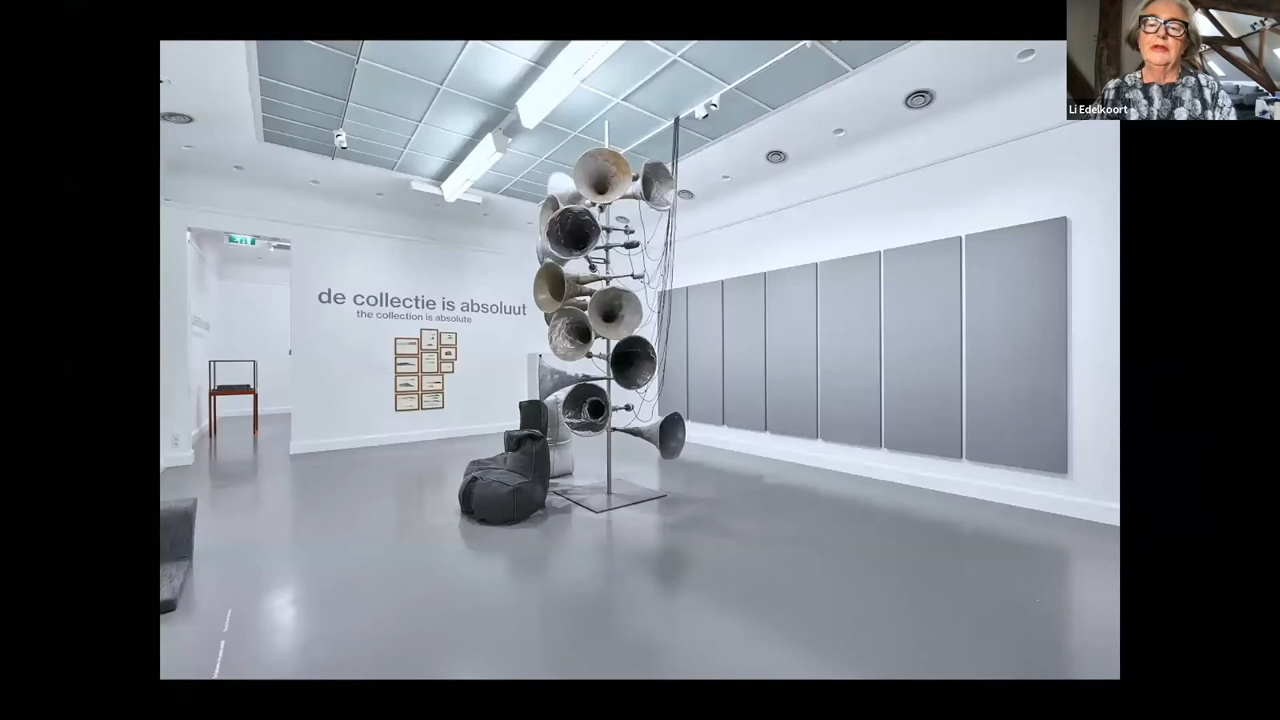 Li Edelkoort
de collectie is absoluut
the collection is absolute